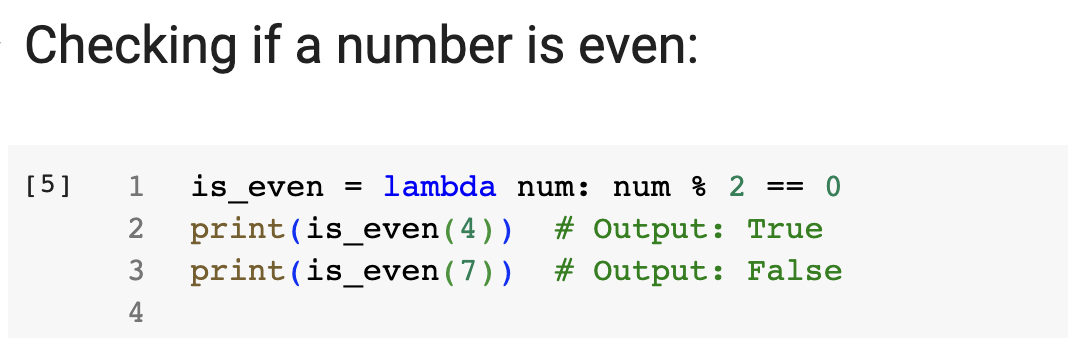 Checking if a number is even:
[5] 1 is_even = lambda num: num % 2 == 0
2 print(is_even(4))  # Output: True
3 print(is_even(7))  # Output: False
4